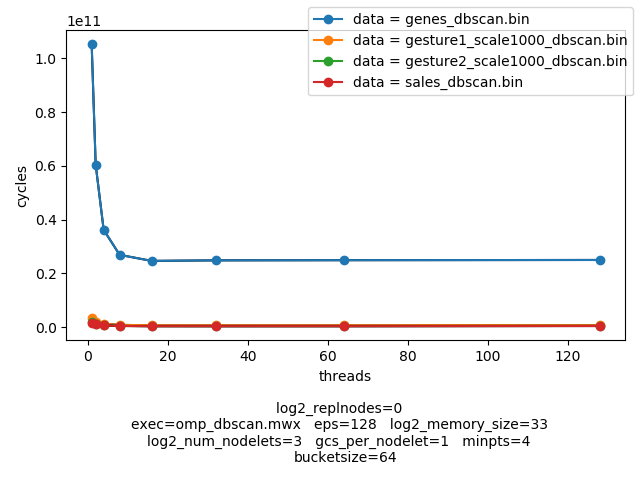 1e11
data = genes_dbscan.bin
data = gesture1_scale1000_dbscan.bin
data = gesture2_scale1000_dbscan.bin
data = sales_dbscan.bin
1.0
0.8
0.6
0.4
0.2
0.0
cycles
0 20 40 60 80 100 120
threads
log2_replnodes=0
exec=omp_dbscan.mwx eps=128 log2_memory_size=33
log2_num_nodelets=3 gcs_per_nodelet=1 minpts=4
bucketsize=64